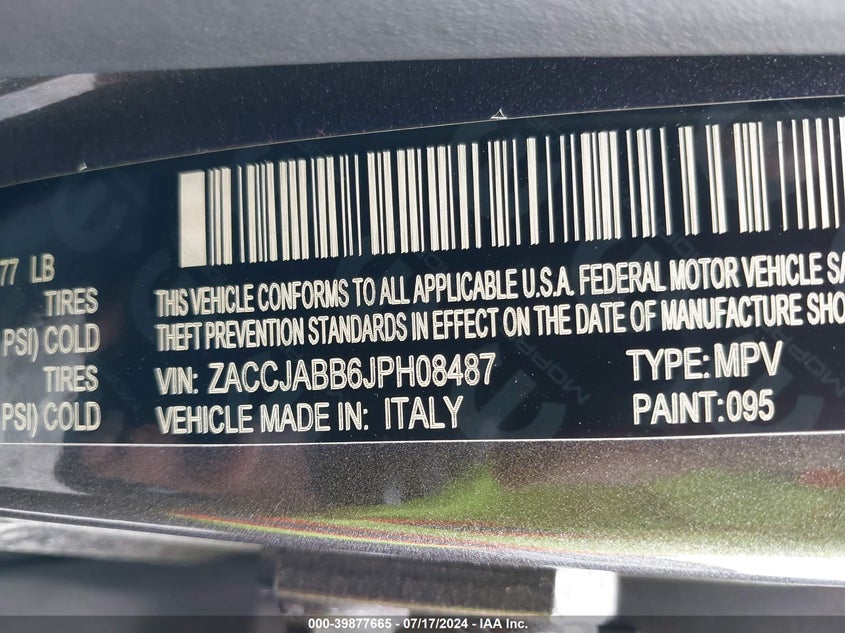 77 LB
TIRES
PSI) COLD
TIRES
PSI) COLD
THIS VEHICLE CONFORMS TO ALL APPLICABLE U.S.A. FEDERAL MOTOR VEHICLE SA
THEFT PREVENTION STANDARDS IN EFFECT ON THE DATE OF MANUFACTURE SHO
VIN: ZACCJABB6JPH08487 TYPE: MPV
VEHICLE MADE IN: ITALY PAINT: 095
000-39877665 - 07/17/2024 - IAA Inc.